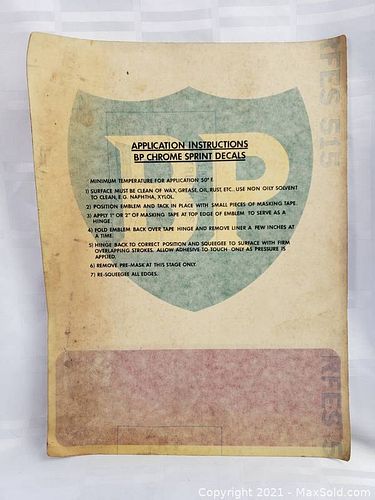 APPLICATION INSTRUCTIONS
BP CHROME SPRINT DECALS
MINIMUM TEMPERATURE FOR APPLICATION 50° F.
1) SURFACE MUST BE CLEAN OF WAX, GREASE, OIL, RUST, ETC. USE NON OILY SOLVENT
TO CLEAN, E.G. NAPHTHA, XYLOL.
2) POSITION EMBLEM AND TACK IN PLACE WITH SMALL PIECES OF MASKING TAPE.
3) APPLY 1" OR 2" OF MASKING TAPE AT TOP EDGE OF EMBLEM TO SERVE AS A
HINGE.
4) FOLD EMBLEM BACK OVER TAPE HINGE AND REMOVE LINER A FEW INCHES AT
A TIME.
5) HINGE BACK TO CORRECT POSITION AND SQUEEGEE TO SURFACE WITH FIRM
OVERLAPPING STROKES. ALLOW ADHESIVE TO TOUCH ONLY AS PRESSURE IS
APPLIED.
6) REMOVE PRE-MASK AT THIS STAGE ONLY.
7) RE-SQUEEGEE ALL EDGES.
BP
Copyright © 2021 - MaxSold.com